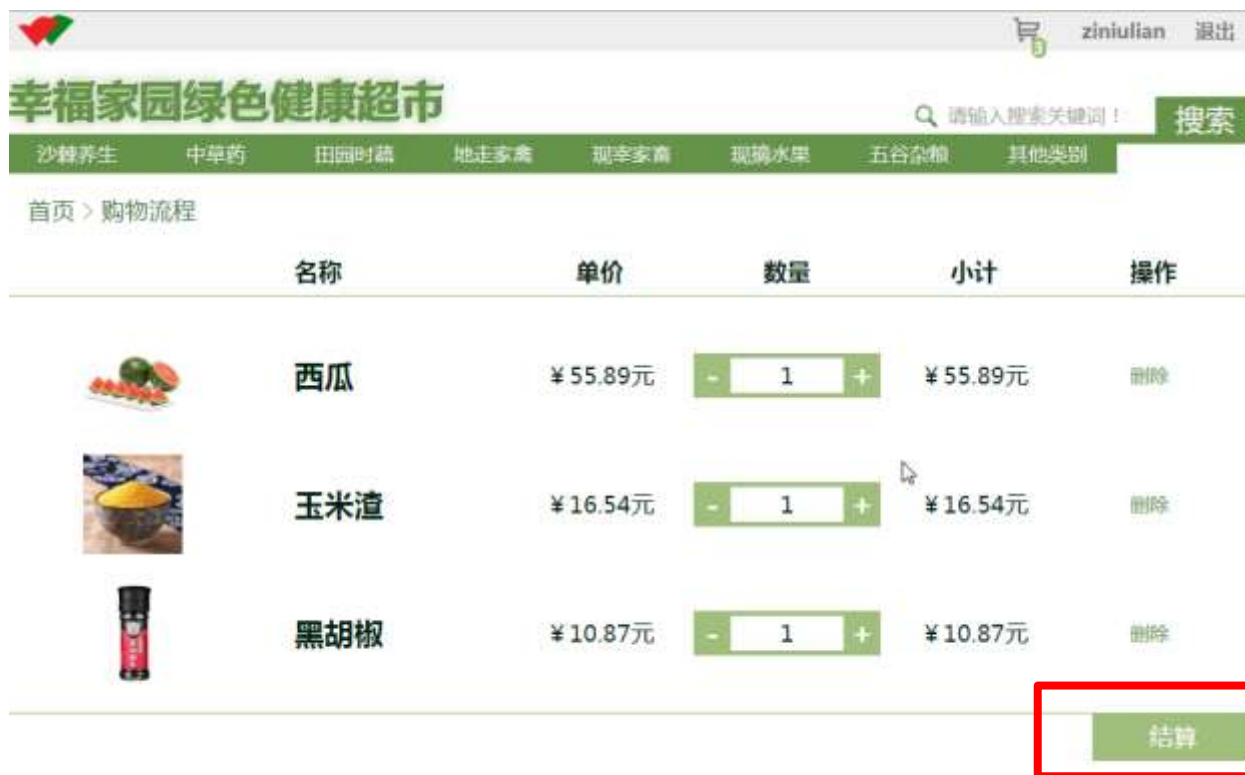 3 ziniulian 退出
幸福家园绿色健康超市
请输入搜索关键词！ 搜索
沙棘养生 中草药 田园时蔬 地走家禽 现宰家畜 现摘水果 五谷杂粮 其他类别
首页 > 购物流程
名称 单价 数量 小计 操作
西瓜 ¥55.89元 - 1 + ¥55.89元 删除
玉米渣 ¥16.54元 - 1 + ¥16.54元 删除
黑胡椒 ¥10.87元 - 1 + ¥10.87元 删除
结算